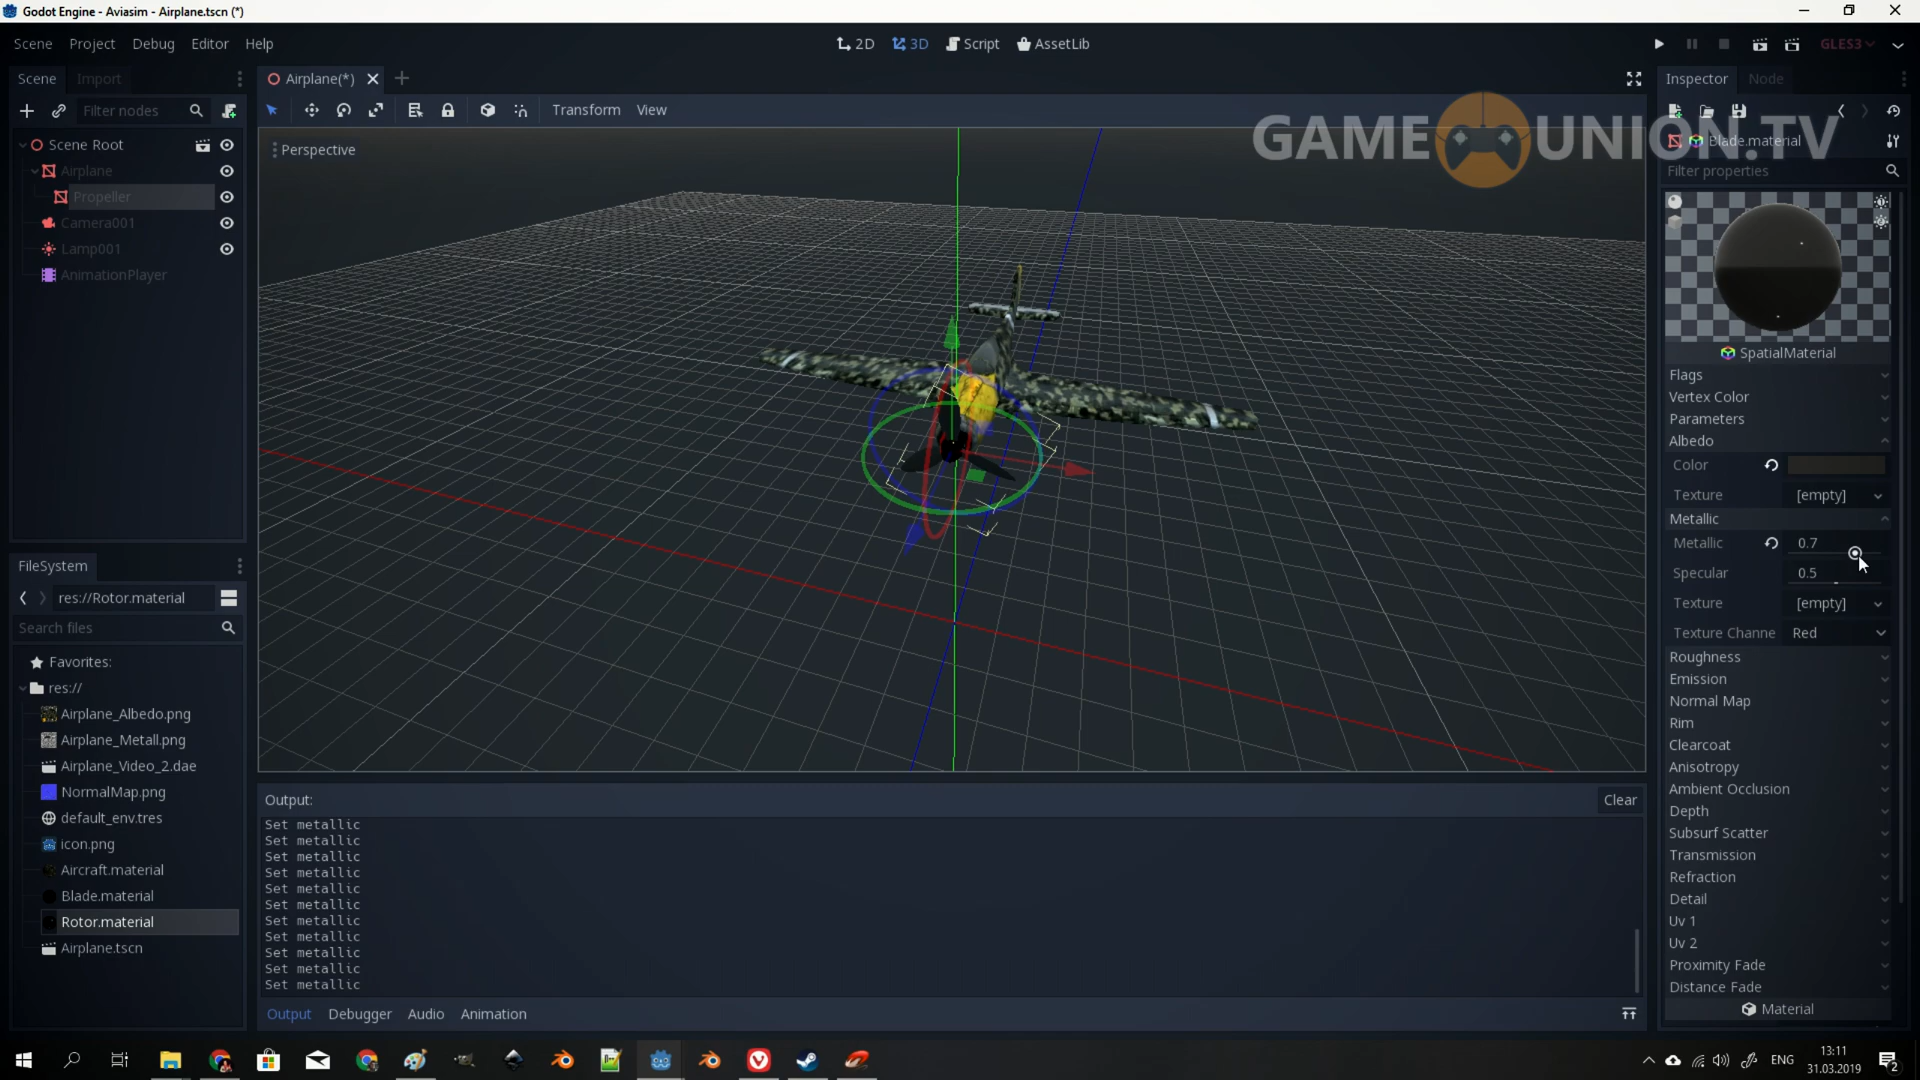 Godot Engine - Aviasim - Airplane.tscn (*)
Scene Project Debug Editor Help
2D 3D Script AssetLib
GLES3
Scene Import
Airplane(*)
Inspector Node
Filter nodes
Transform View
GAME UNION.TV
Perspective
Blade.material
Filter properties
Scene Root
Airplane
Propeller
Camera001
Lamp001
AnimationPlayer
SpatialMaterial
Flags
Vertex Color
Parameters
Albedo
Color
Texture [empty]
Metallic
Metallic 0.7
Specular 0.5
Texture [empty]
Texture Channe Red
Roughness
Emission
Normal Map
Rim
Clearcoat
Anisotropy
Ambient Occlusion
Depth
Subsurf Scatter
Transmission
Refraction
Detail
Uv 1
Uv 2
Proximity Fade
Distance Fade
Material
FileSystem
res://Rotor.material
Search files
Favorites:
res://
Airplane_Albedo.png
Airplane_Metall.png
Airplane_Video_2.dae
NormalMap.png
default_env.tres
icon.png
Aircraft.material
Blade.material
Rotor.material
Airplane.tscn
Output:
Clear
Set metallic
Set metallic
Set metallic
Set metallic
Set metallic
Set metallic
Set metallic
Set metallic
Set metallic
Set metallic
Set metallic
Output Debugger Audio Animation
ENG
13:11
31.03.2019
2